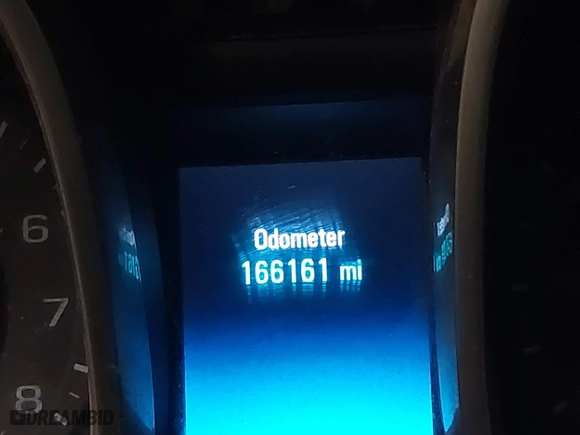 Odometer
166161 mi
6
7
8
DREAMBID